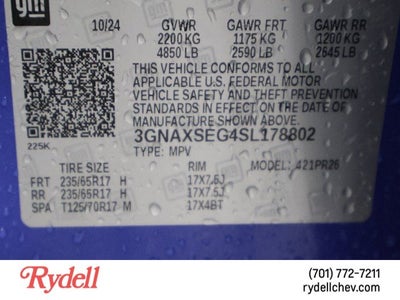 gm
10/24 GVWR GAWR FRT GAWR RR
2200 KG 1175 KG 1200 KG
4850 LB 2590 LB 2645 LB
THIS VEHICLE CONFORMS TO ALL
APPLICABLE U.S. FEDERAL MOTOR
VEHICLE SAFETY AND THEFT PREVENTION
STANDARDS IN EFFECT ON THE DATE OF
MANUFACTURE SHOWN ABOVE.
3GNAXSEG4SL178802
225K TYPE: MPV MODEL: 421PR26
TIRE SIZE RIM
FRT 235/65R17 H 17X7.5J
RR 235/65R17 H 17X7.5J
SPA T125/70R17 M 17X4BT
Rydell
(701) 772-7211
rydellchev.com